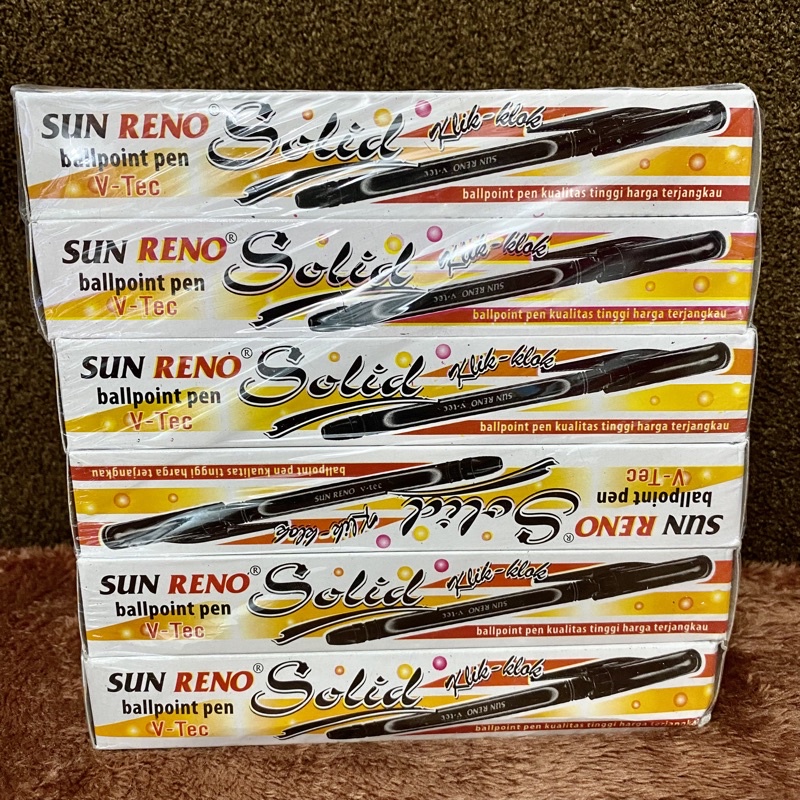 SUN RENO® Solid Klik-klok
ballpoint pen
V-Tec
SUN RENO V-tec
ballpoint pen kualitas tinggi harga terjangkau
SUN RENO® Solid Klik-klok
ballpoint pen
V-Tec
SUN RENO V-tec
ballpoint pen kualitas tinggi harga terjangkau
SUN RENO® Solid Klik-klok
ballpoint pen
V-Tec
SUN RENO V-tec
ballpoint pen kualitas tinggi harga terjangkau
SUN RENO® Solid Klik-klok
ballpoint pen
V-Tec
SUN RENO V-tec
ballpoint pen kualitas tinggi harga terjangkau
SUN RENO® Solid Klik-klok
ballpoint pen
V-Tec
SUN RENO V-tec
ballpoint pen kualitas tinggi harga terjangkau
SUN RENO® Solid Klik-klok
ballpoint pen
V-Tec
SUN RENO V-tec
ballpoint pen kualitas tinggi harga terjangkau